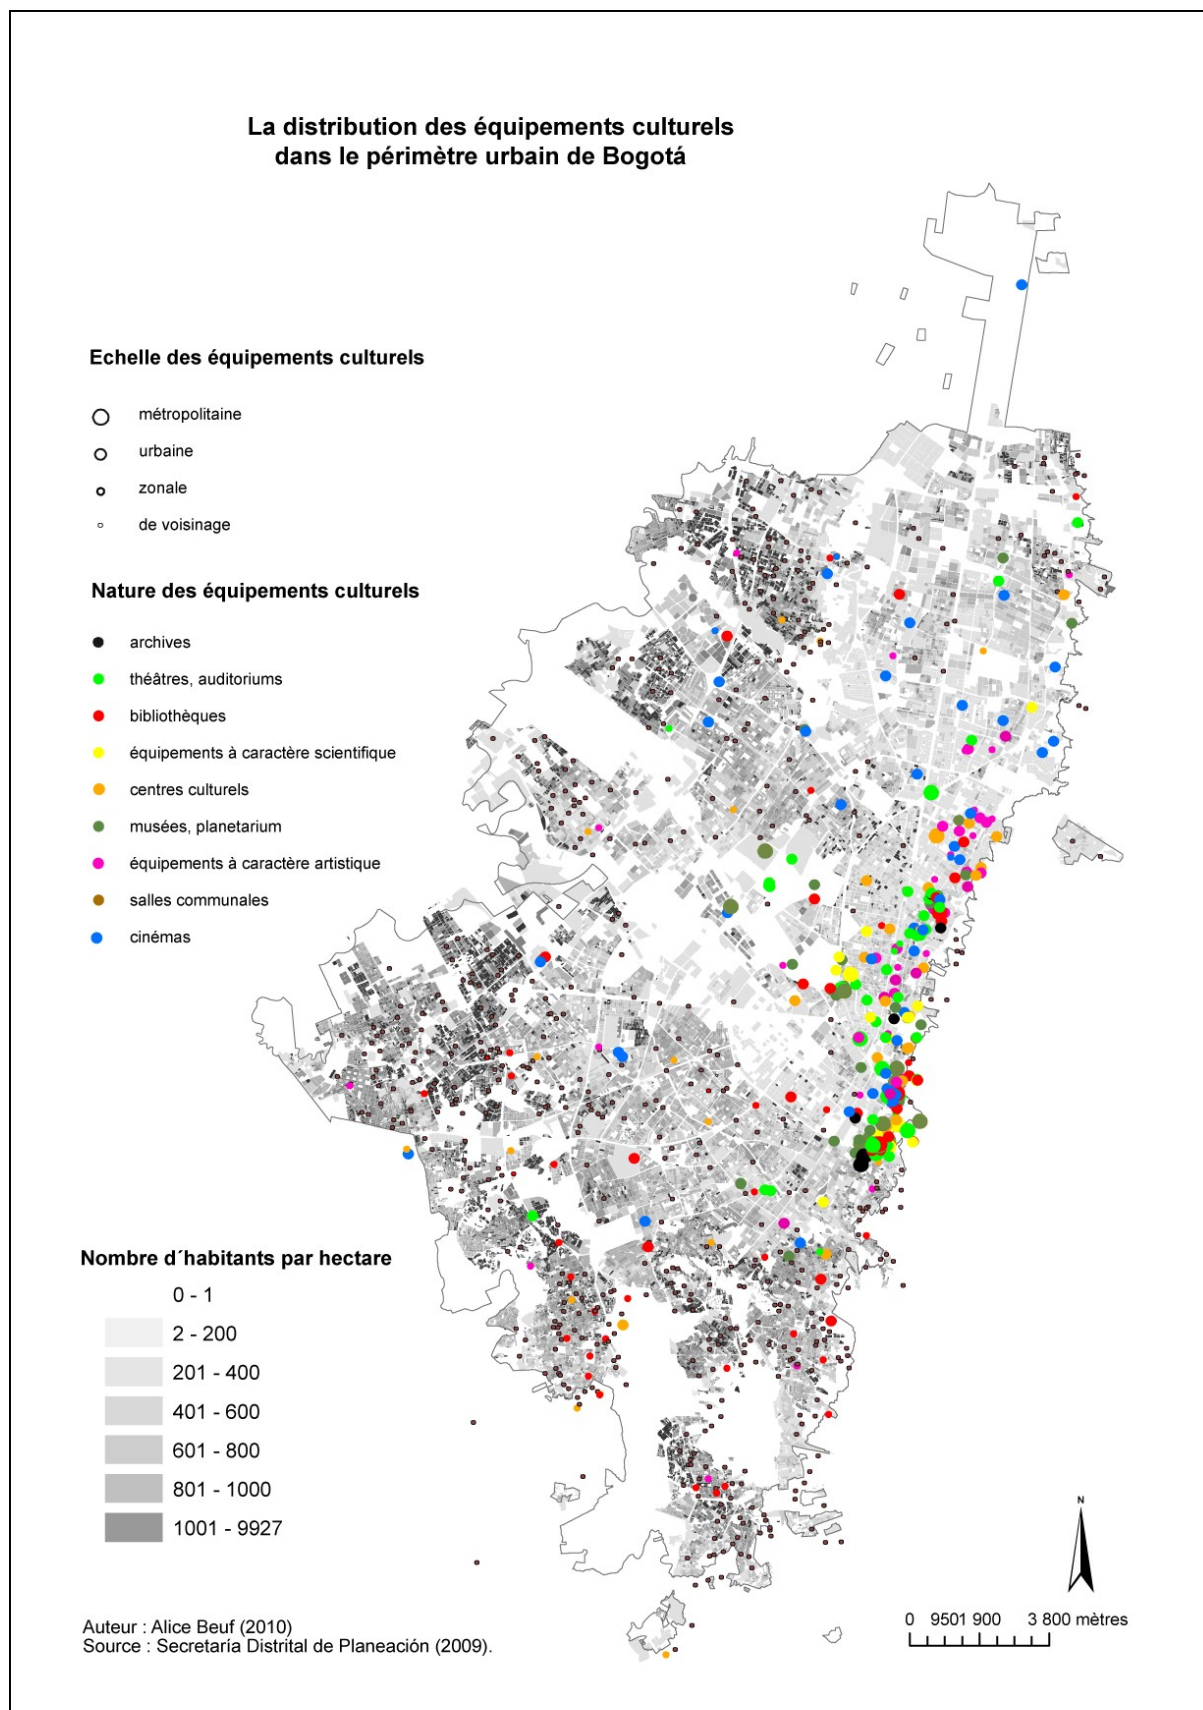 La distribution des équipements culturels
dans le périmètre urbain de Bogotá
Echelle des équipements culturels
métropolitaine
urbaine
zonale
de voisinage
Nature des équipements culturels
archives
théâtres, auditoriums
bibliothèques
équipements à caractère scientifique
centres culturels
musées, planetarium
équipements à caractère artistique
salles communales
cinémas
Nombre d´habitants par hectare
0 - 1
2 - 200
201 - 400
401 - 600
601 - 800
801 - 1000
1001 - 9927
N
0 9501 900 3 800 mètres
Auteur : Alice Beuf (2010)
Source : Secretaría Distrital de Planeación (2009).